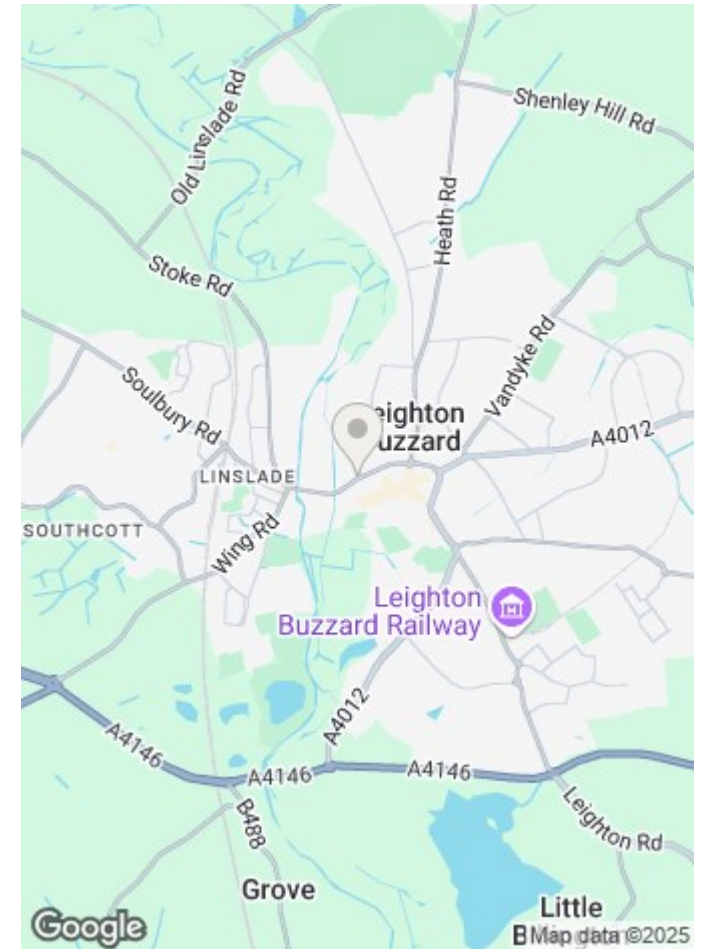 Shenley Hill Rd
Old Linslade Rd
Heath Rd
Stoke Rd
Vandyke Rd
Soulbury Rd
eighton
uzzard
A4012
LINSLADE
SOUTHCOTT
Wing Rd
Leighton
Buzzard Railway
A4012
A4146
A4146
A4146
B488
Leighton Rd
Grove
Little
Google
Map data ©2025